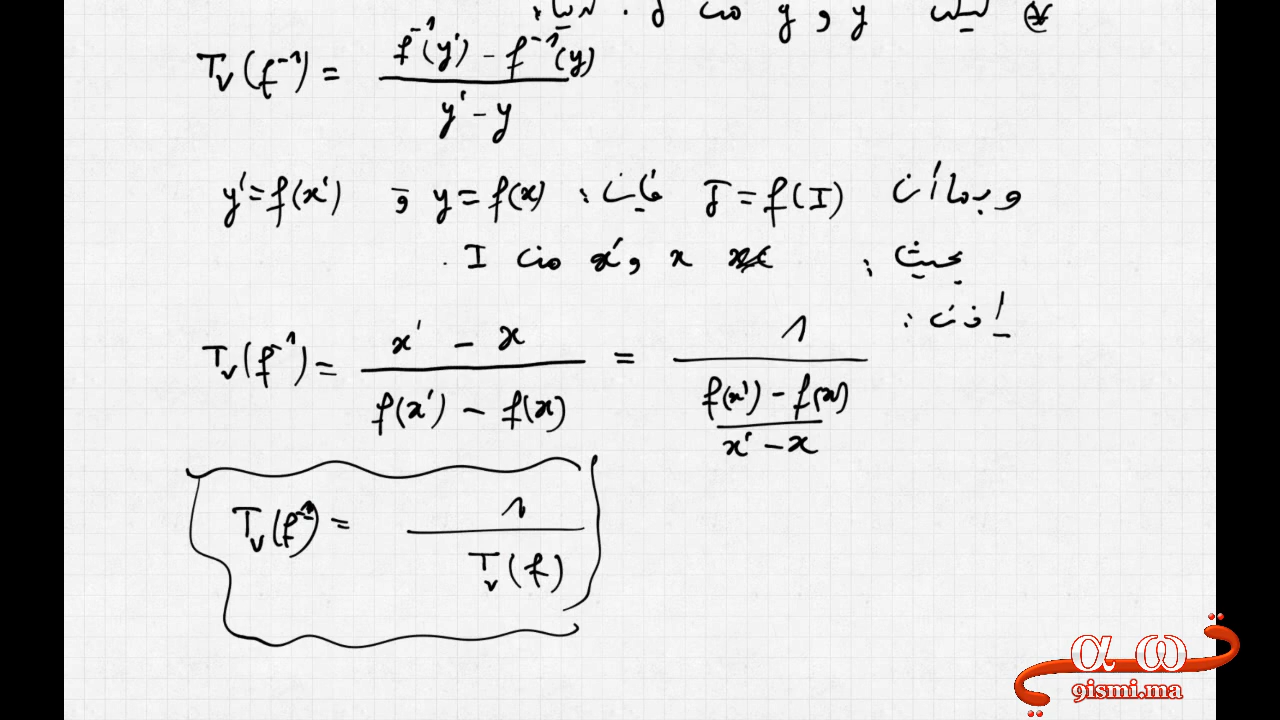 ليكن y و y من J . لدينا :
T_v(f⁻¹) = (f⁻¹(y') - f⁻¹(y)) / (y' - y)
وبما أن J = f(I) فإن : y = f(x) و y' = f(x')
بحيث : x و x' من I .
إذن :
T_v(f⁻¹) = (x' - x) / (f(x') - f(x)) = 1 / ((f(x') - f(x)) / (x' - x))
T_v(f⁻¹) = 1 / T_v(f)
9ismi.ma